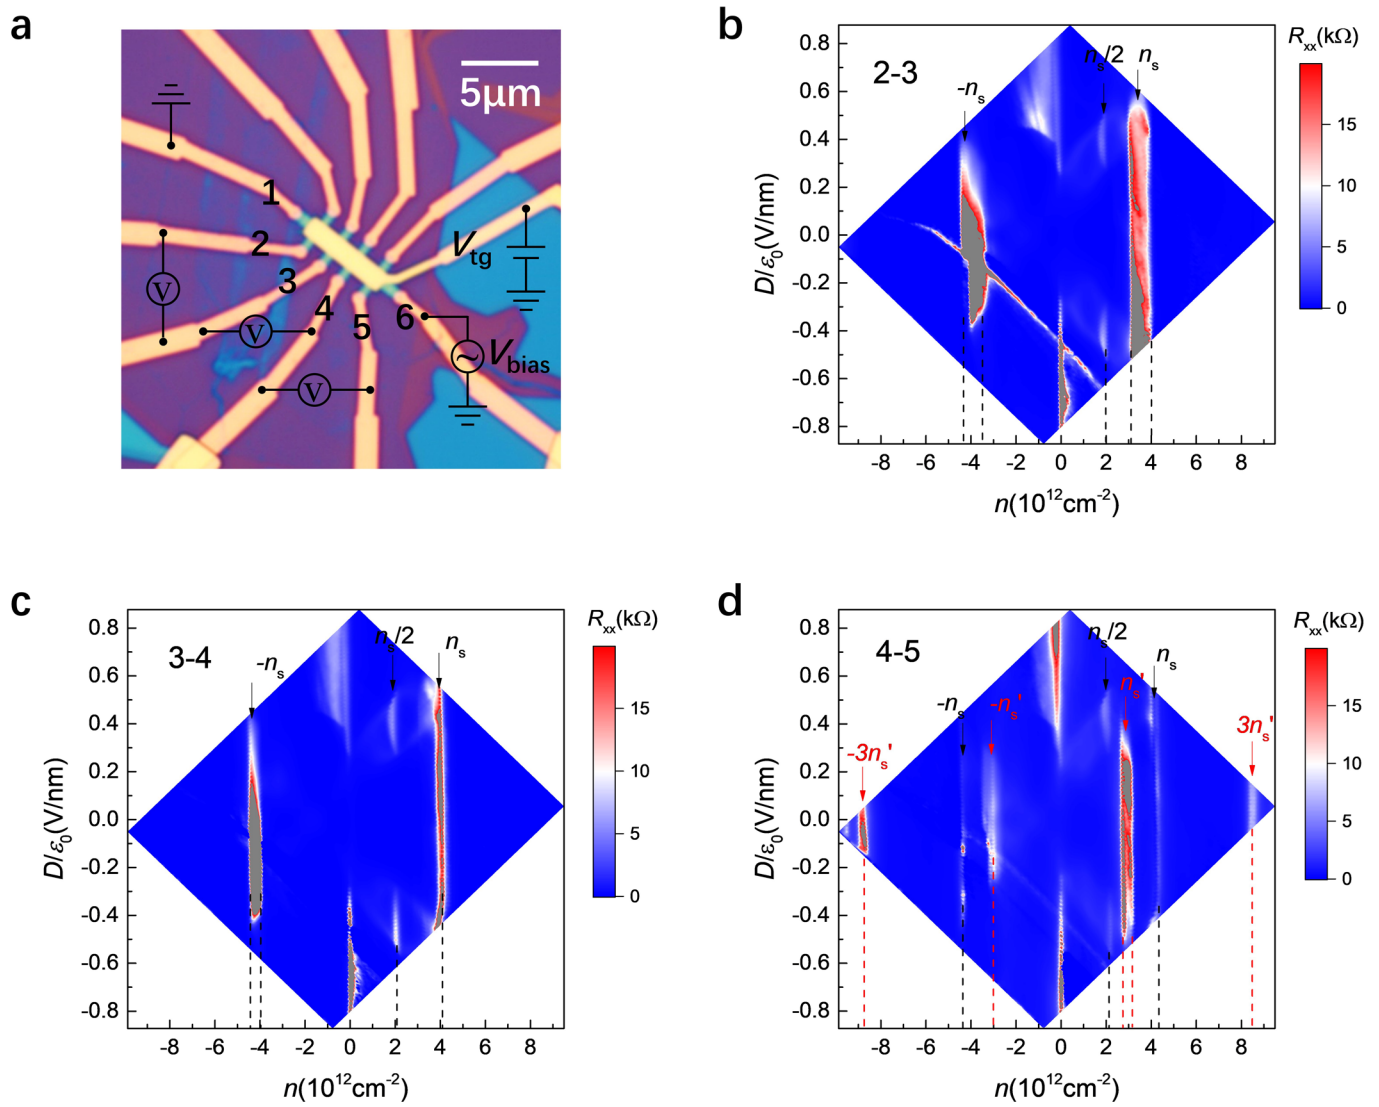 a
5μm
1
2
3
4
5
6
V
V
V
Vtg
Vbias
b
2-3
-ns
ns/2
ns
Rxx(kΩ)
15
10
5
0
0.8
0.6
0.4
0.2
0.0
-0.2
-0.4
-0.6
-0.8
D/ε0(V/nm)
-8 -6 -4 -2 0 2 4 6 8
n(10¹²cm⁻²)
c
3-4
-ns
ns/2
ns
Rxx(kΩ)
15
10
5
0
0.8
0.6
0.4
0.2
0.0
-0.2
-0.4
-0.6
-0.8
D/ε0(V/nm)
-8 -6 -4 -2 0 2 4 6 8
n(10¹²cm⁻²)
d
4-5
-3ns'
-ns
-ns'
ns/2
ns'
ns
3ns'
Rxx(kΩ)
15
10
5
0
0.8
0.6
0.4
0.2
0.0
-0.2
-0.4
-0.6
-0.8
D/ε0(V/nm)
-8 -6 -4 -2 0 2 4 6 8
n(10¹²cm⁻²)